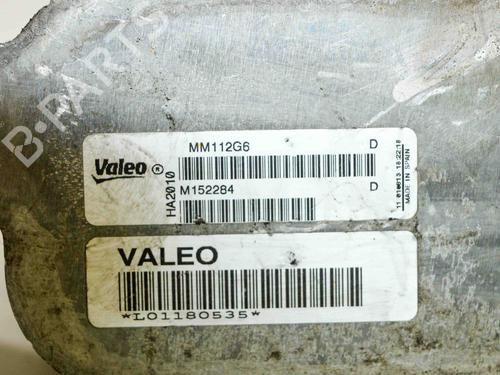 B-PARTS
Valeo ®
MM112G6 D
HA2010
M152284 D
MADE IN SPAIN
VALEO
*L01180535*